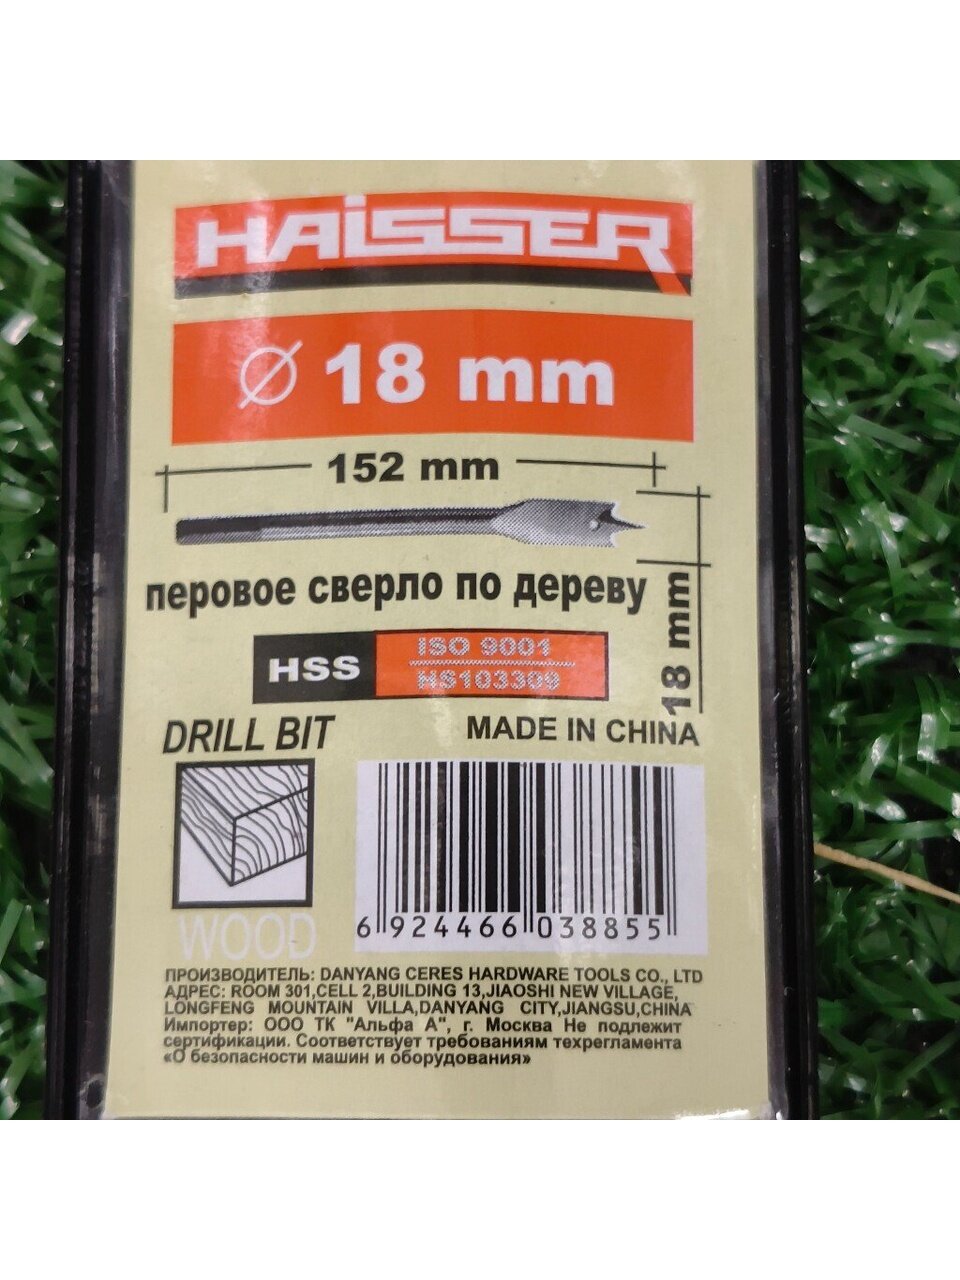 HAiSSER
Ø 18 mm
152 mm
18 mm
перовое сверло по дереву
HSS
ISO 9001
HS103309
DRILL BIT
MADE IN CHINA
WOOD
6 924466 038855
ПРОИЗВОДИТЕЛЬ: DANYANG CERES HARDWARE TOOLS CO., LTD
АДРЕС: ROOM 301,CELL 2,BUILDING 13,JIAOSHI NEW VILLAGE,
LONGFENG MOUNTAIN VILLA,DANYANG CITY,JIANGSU,CHINA
Импортер: ООО ТК "Альфа А", г. Москва Не подлежит
сертификации. Соответствует требованиям техрегламента
«О безопасности машин и оборудования»